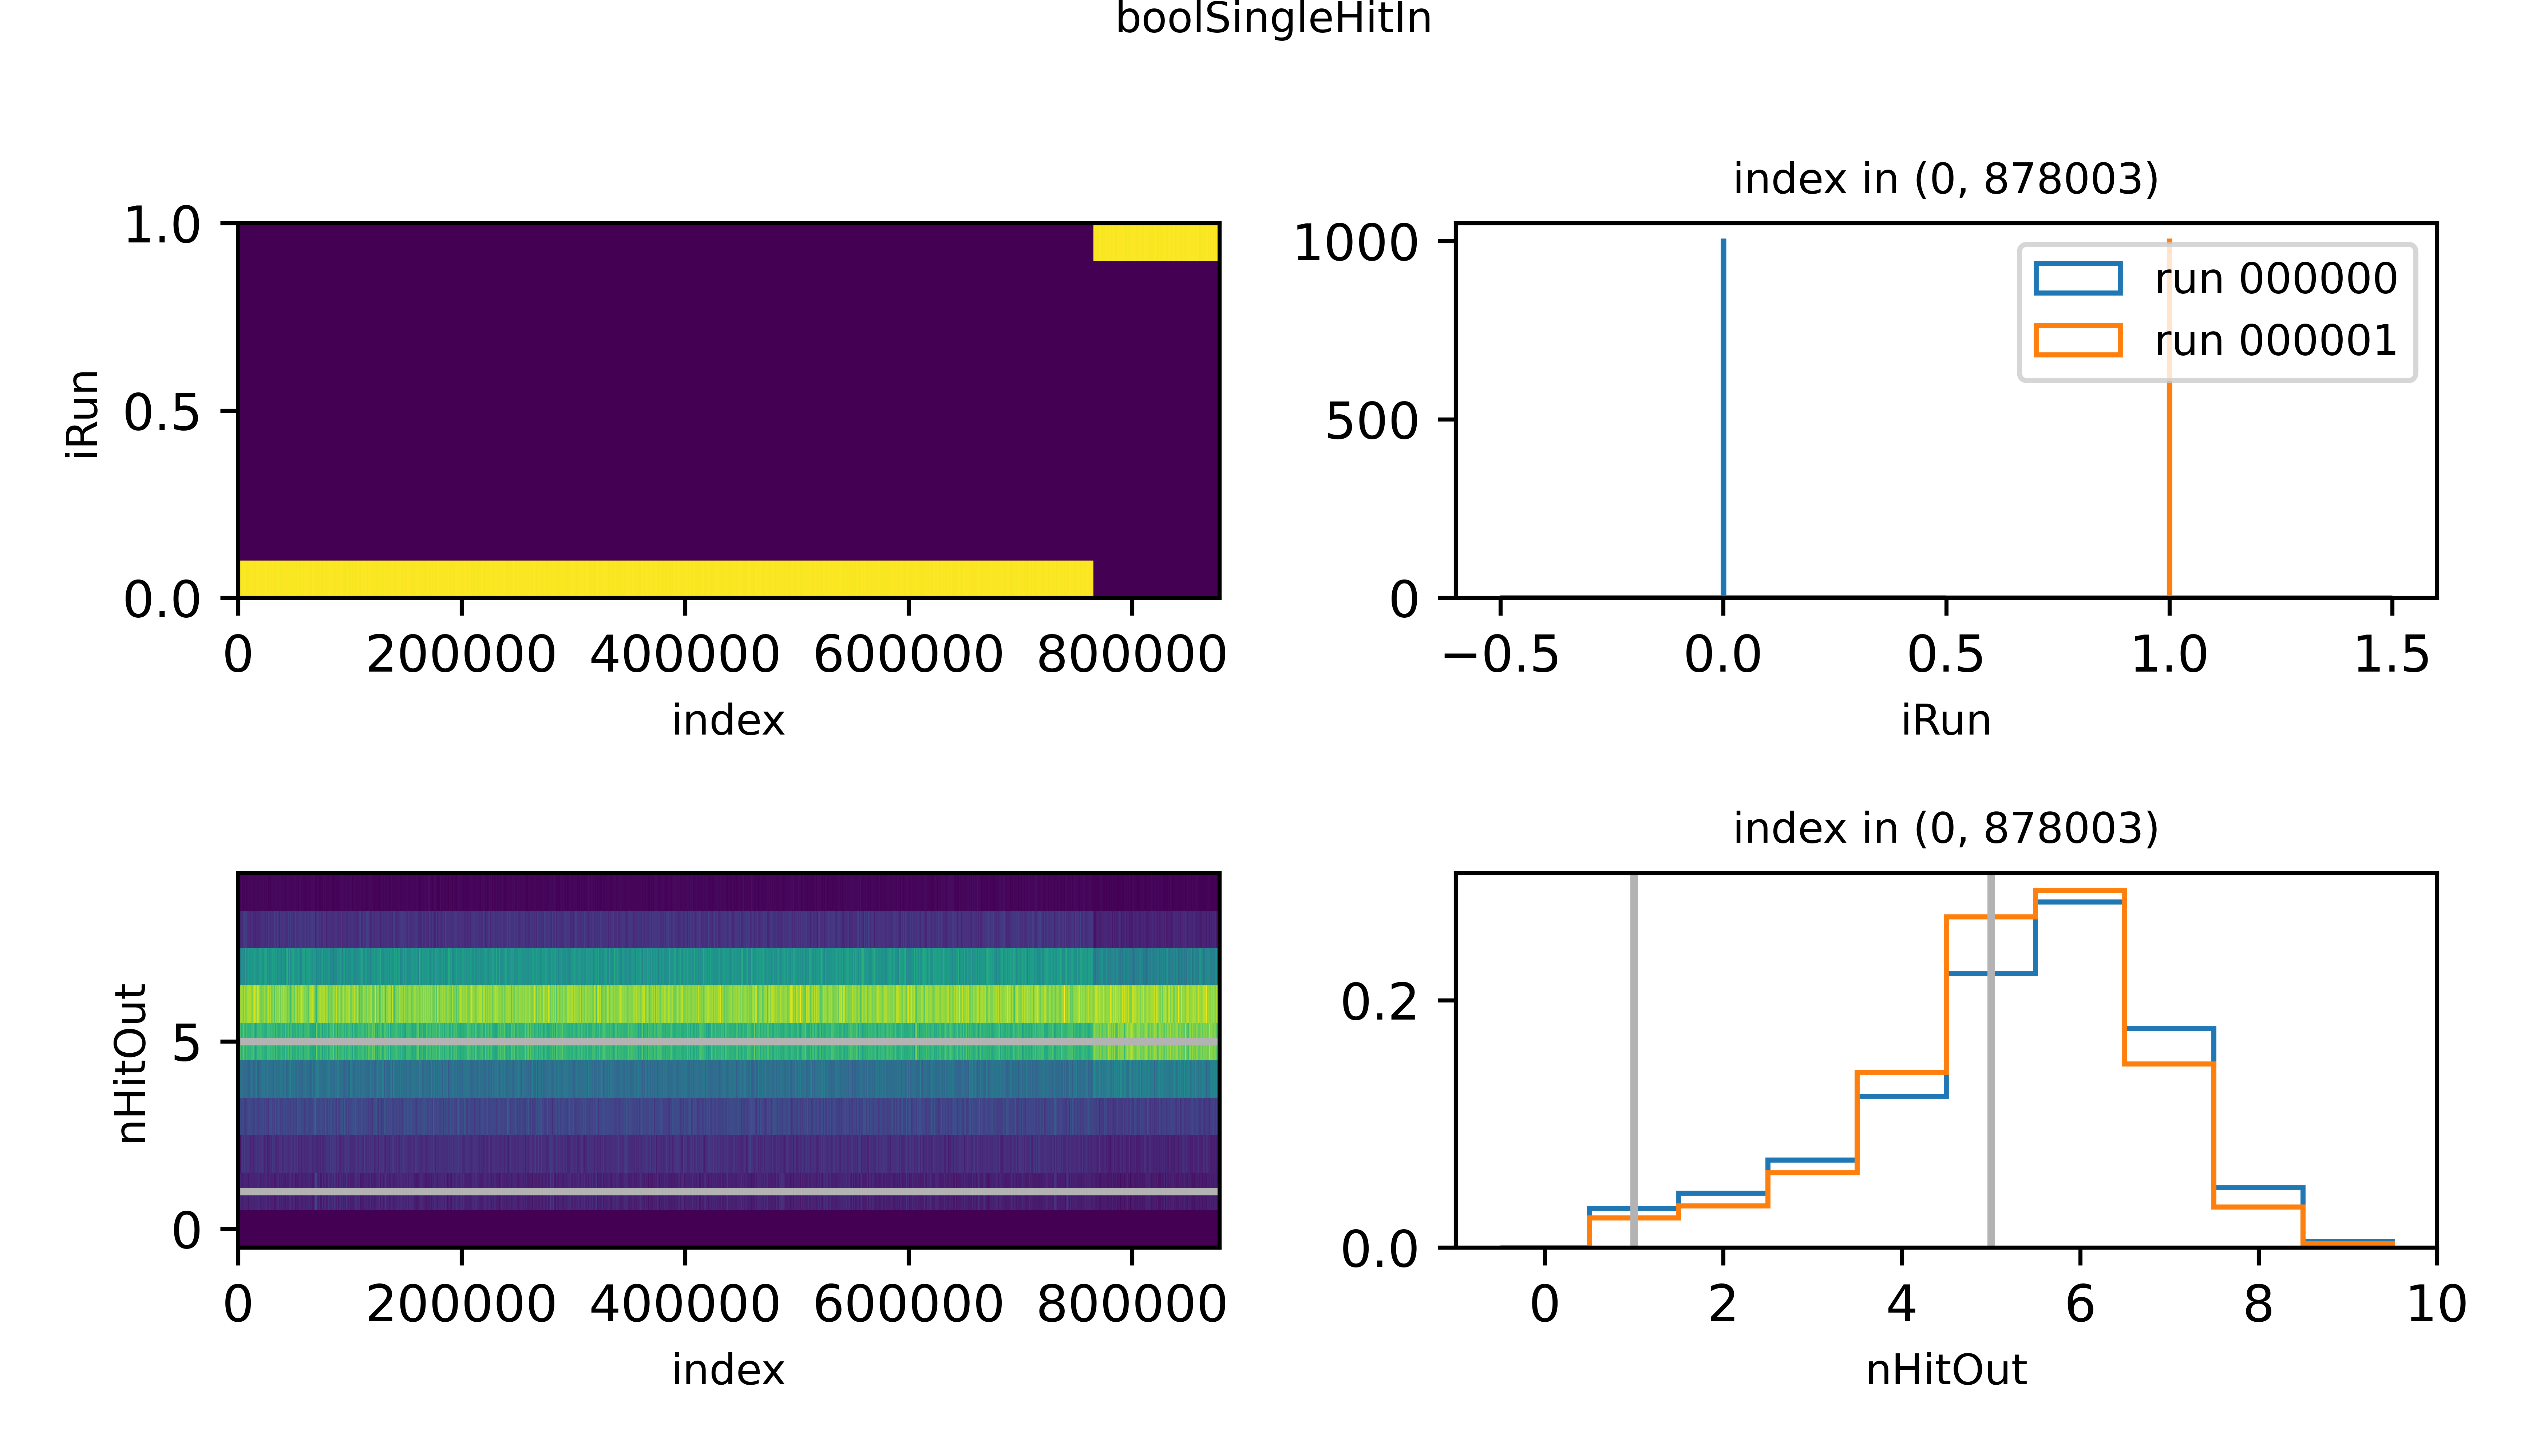 boolSingleHitIn
index in (0, 878003)
1.0
0.5
0.0
iRun
0 200000 400000 600000 800000
index
1000
500
0
run 000000
run 000001
−0.5 0.0 0.5 1.0 1.5
iRun
index in (0, 878003)
5
0
nHitOut
0 200000 400000 600000 800000
index
0.2
0.0
0 2 4 6 8 10
nHitOut